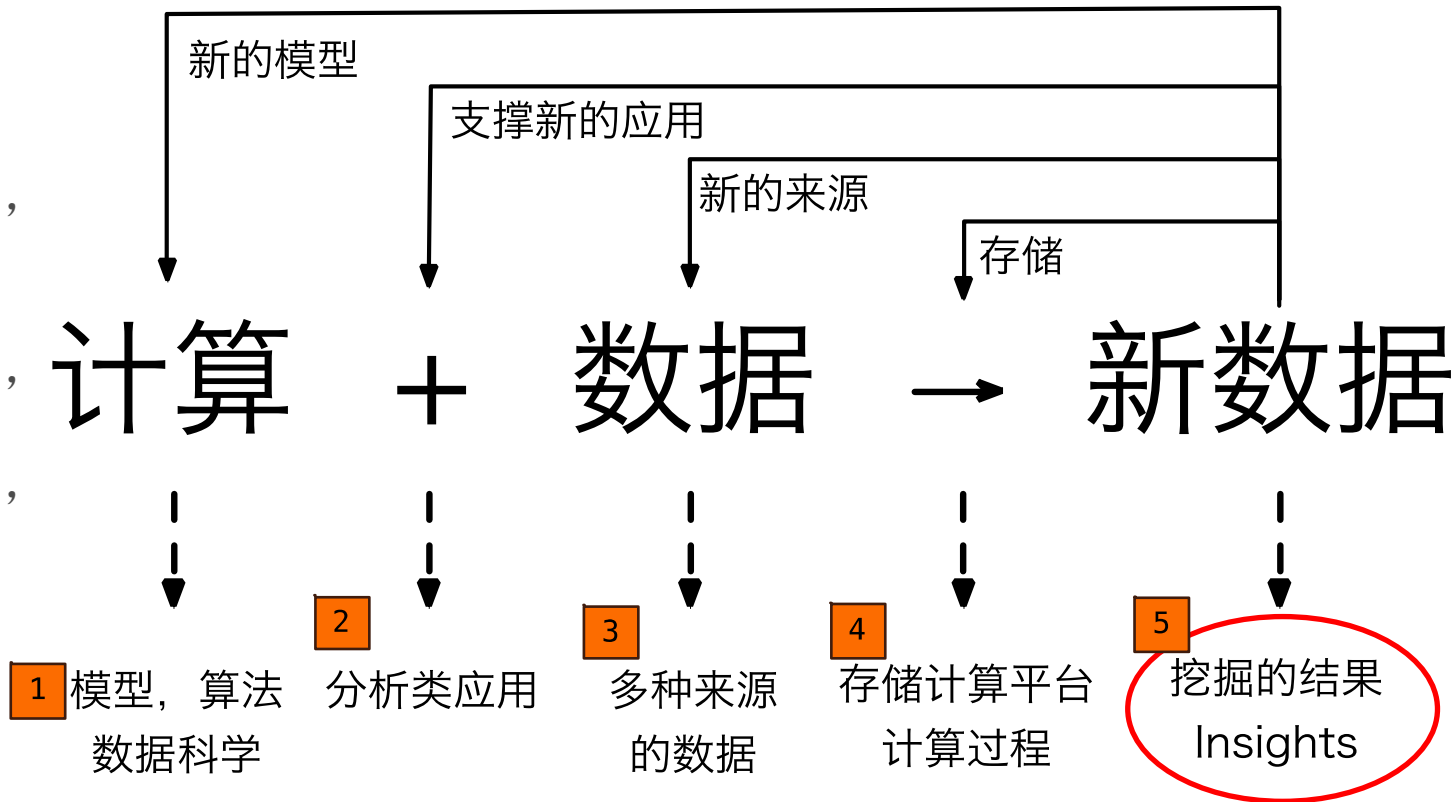 新的模型
支撑新的应用
，
新的来源
存储
， 计算 + 数据 → 新数据
，
2
5
3
4
1 模型，算法
分析类应用
多种来源
存储计算平台
挖掘的结果
数据科学
的数据
计算过程
Insights